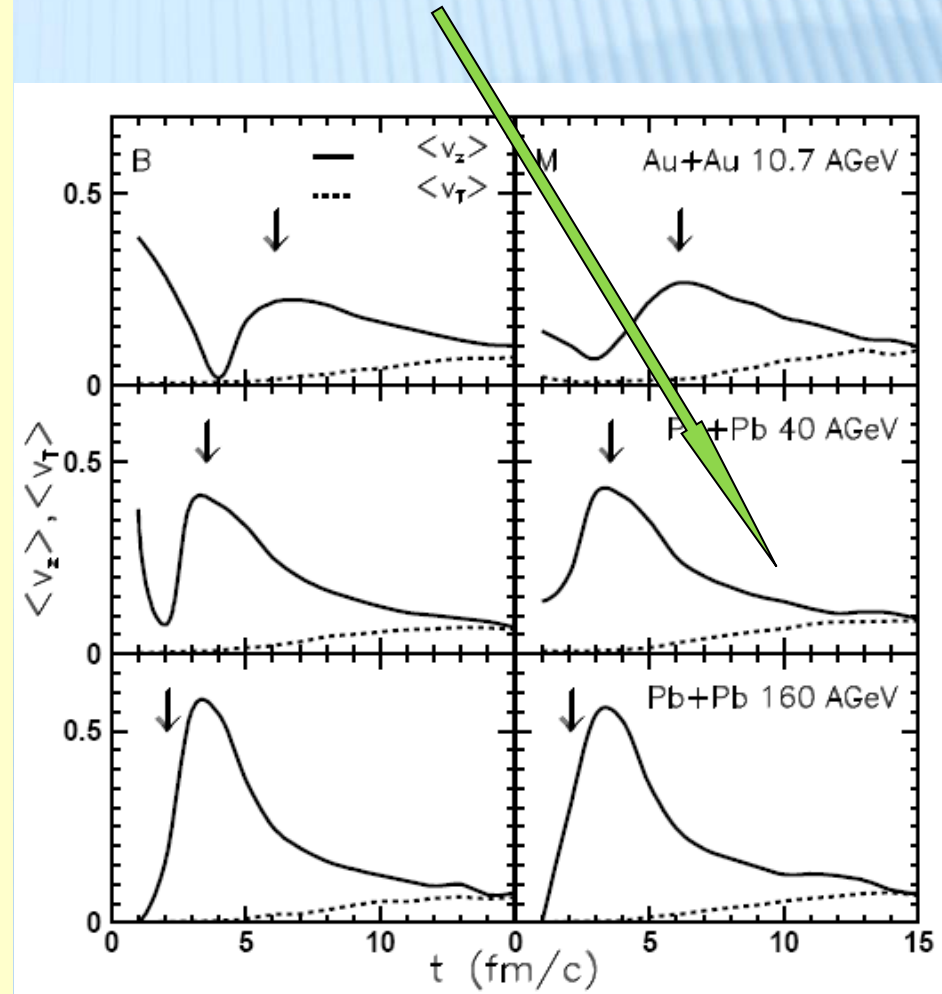 B
<v_z>
<v_T>
0.5
0
M
Au+Au 10.7 AGeV
<v_z>, <v_T>
0.5
0
+Pb 40 AGeV
0.5
0
Pb+Pb 160 AGeV
0 5 10 0 5 10 15
t (fm/c)